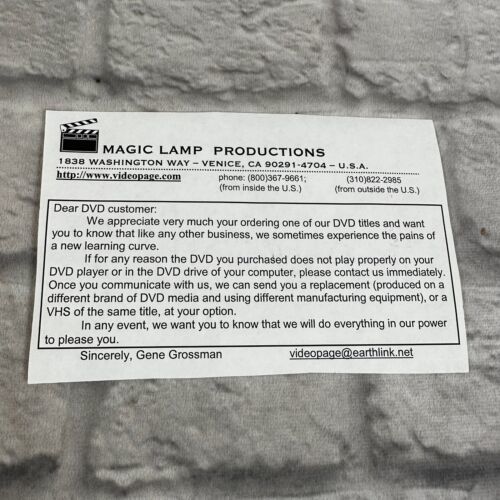 MAGIC LAMP PRODUCTIONS
1838 WASHINGTON WAY – VENICE, CA 90291-4704 – U.S.A.
http://www.videopage.com phone: (800)367-9661; (310)822-2985
(from inside the U.S.) (from outside the U.S.)
Dear DVD customer:
We appreciate very much your ordering one of our DVD titles and want
you to know that like any other business, we sometimes experience the pains of
a new learning curve.
If for any reason the DVD you purchased does not play properly on your
DVD player or in the DVD drive of your computer, please contact us immediately.
Once you communicate with us, we can send you a replacement (produced on a
different brand of DVD media and using different manufacturing equipment), or a
VHS of the same title, at your option.
In any event, we want you to know that we will do everything in our power
to please you.
Sincerely, Gene Grossman videopage@earthlink.net